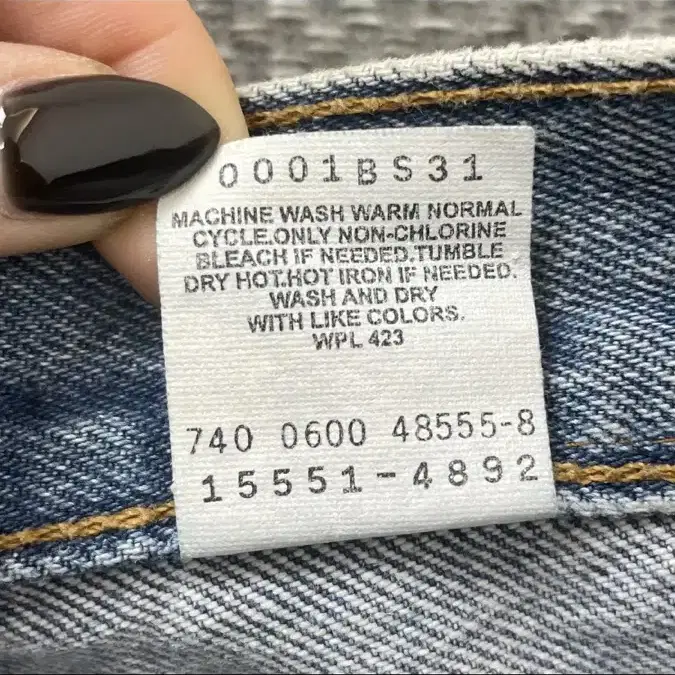 0001BS31
MACHINE WASH WARM NORMAL
CYCLE.ONLY NON-CHLORINE
BLEACH IF NEEDED.TUMBLE
DRY HOT.HOT IRON IF NEEDED.
WASH AND DRY
WITH LIKE COLORS.
WPL 423
740 0600 48555-8
15551-4892